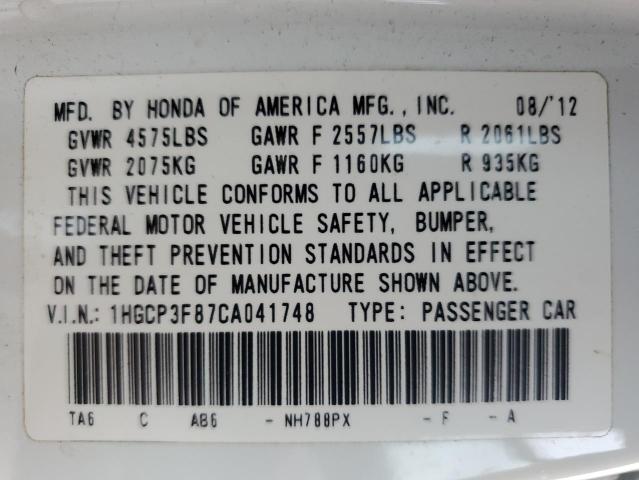 MFD. BY HONDA OF AMERICA MFG., INC. 08/'12
GVWR 4575LBS GAWR F 2557LBS R 2061LBS
GVWR 2075KG GAWR F 1160KG R 935KG
THIS VEHICLE CONFORMS TO ALL APPLICABLE
FEDERAL MOTOR VEHICLE SAFETY, BUMPER,
AND THEFT PREVENTION STANDARDS IN EFFECT
ON THE DATE OF MANUFACTURE SHOWN ABOVE.
V.I.N.: 1HGCP3F87CA041748 TYPE: PASSENGER CAR
TA6 C AB6 - NH788PX - F - A